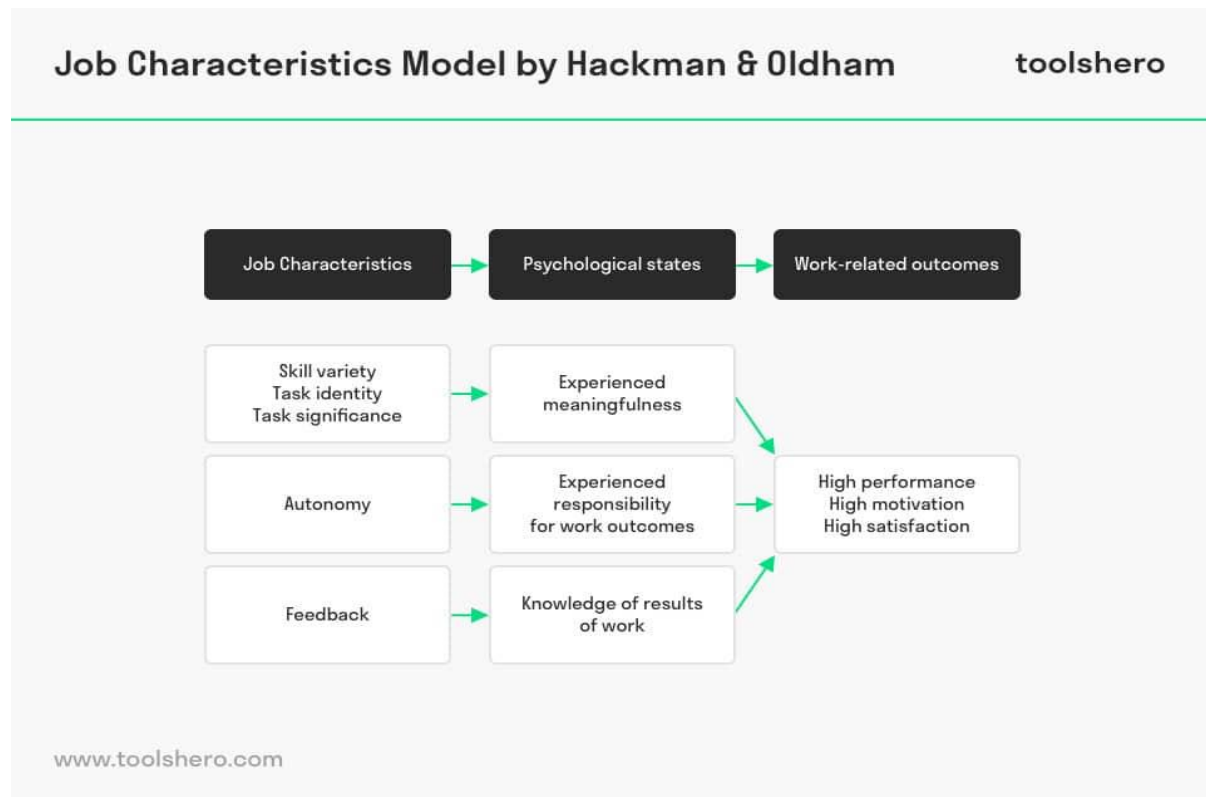 Job Characteristics Model by Hackman & Oldham
toolshero
Job Characteristics
Psychological states
Work-related outcomes
Skill variety
Task identity
Task significance
Experienced
meaningfulness
Autonomy
Experienced
responsibility
for work outcomes
High performance
High motivation
High satisfaction
Feedback
Knowledge of results
of work
www.toolshero.com